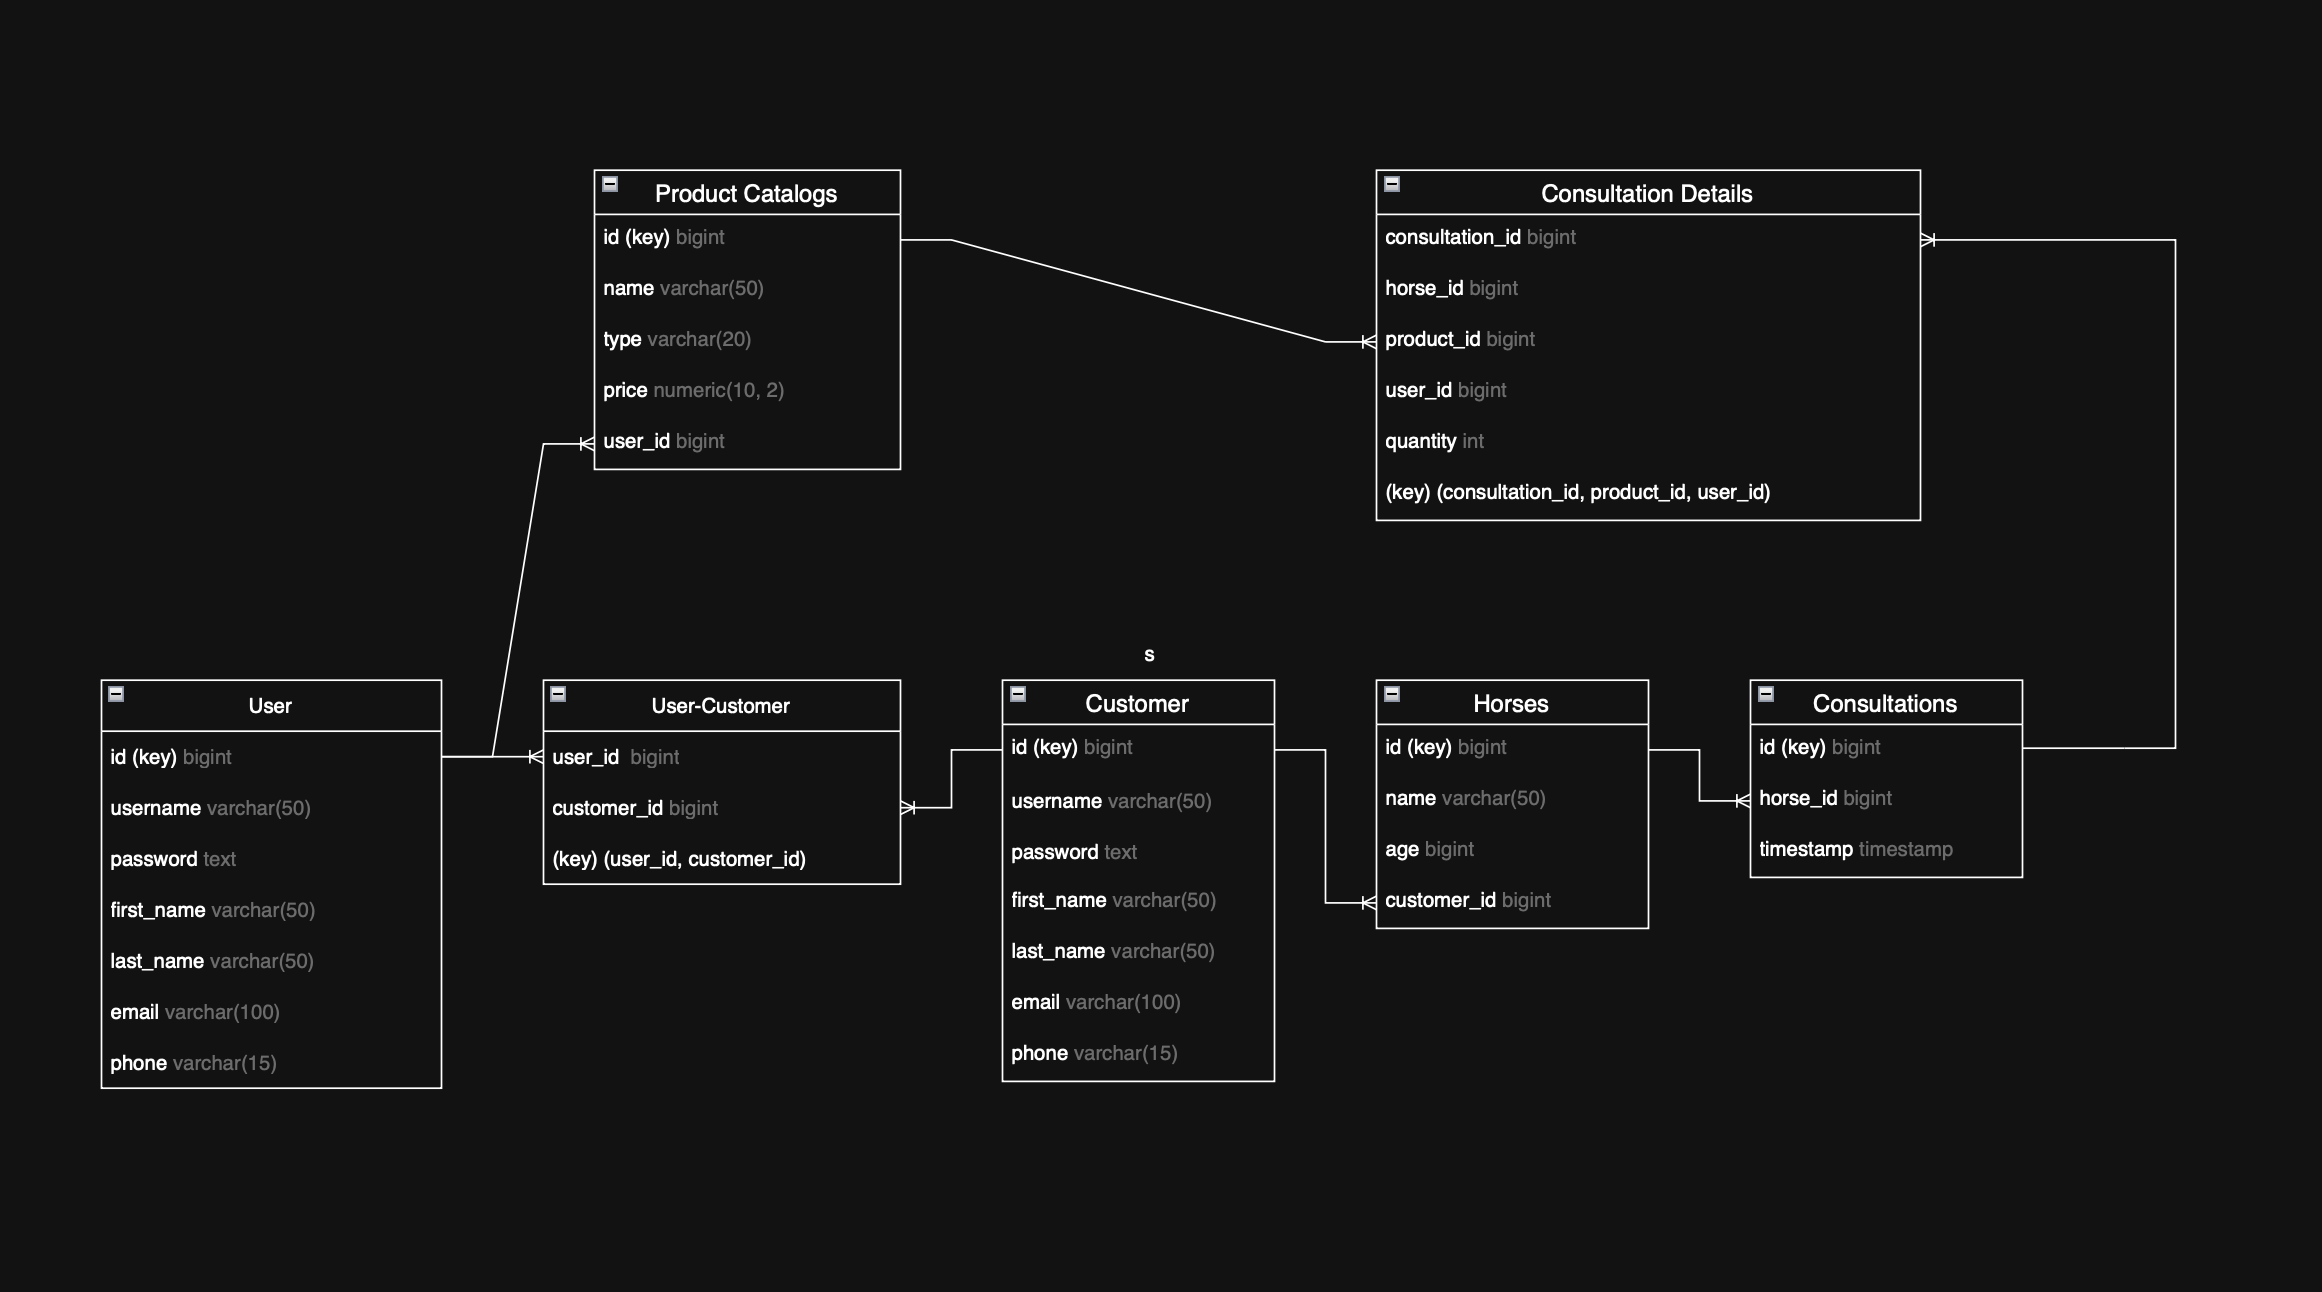 Product Catalogs
id (key) bigint
name varchar(50)
type varchar(20)
price numeric(10, 2)
user_id bigint
Consultation Details
consultation_id bigint
horse_id bigint
product_id bigint
user_id bigint
quantity int
(key) (consultation_id, product_id, user_id)
User
id (key) bigint
username varchar(50)
password text
first_name varchar(50)
last_name varchar(50)
email varchar(100)
phone varchar(15)
User-Customer
user_id bigint
customer_id bigint
(key) (user_id, customer_id)
s
Customer
id (key) bigint
username varchar(50)
password text
first_name varchar(50)
last_name varchar(50)
email varchar(100)
phone varchar(15)
Horses
id (key) bigint
name varchar(50)
age bigint
customer_id bigint
Consultations
id (key) bigint
horse_id bigint
timestamp timestamp